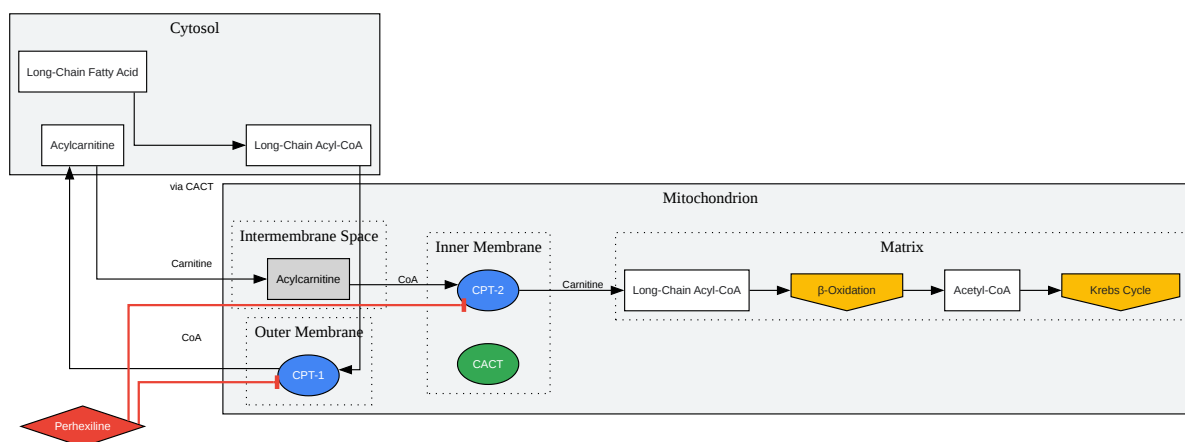 Cytosol
Long-Chain Fatty Acid
Acylcarnitine
Long-Chain Acyl-CoA
via CACT
Mitochondrion
Intermembrane Space
Inner Membrane
Matrix
Carnitine
Acylcarnitine
CoA
CPT-2
Carnitine
Long-Chain Acyl-CoA
β-Oxidation
Acetyl-CoA
Krebs Cycle
Outer Membrane
CoA
CPT-1
CACT
Perhexiline